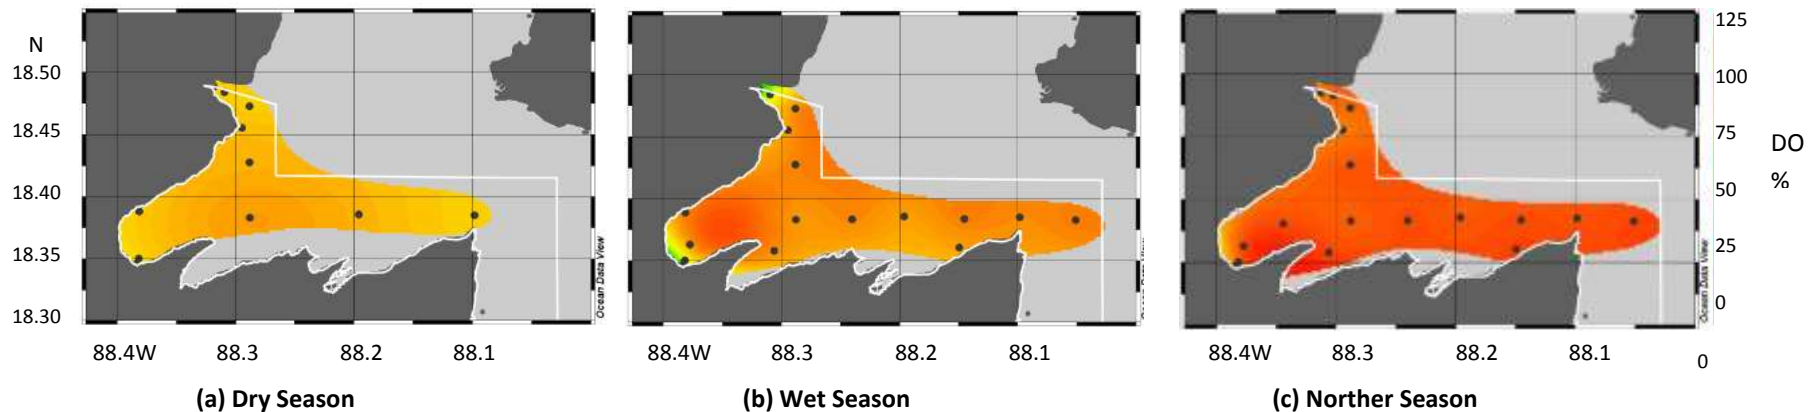 N
18.50
18.45
18.40
18.35
18.30
88.4W 88.3 88.2 88.1
Ocean Data View
(a) Dry Season
88.4W 88.3 88.2 88.1
Ocean Data View
(b) Wet Season
88.4W 88.3 88.2 88.1
Ocean Data View
(c) Norther Season
125
100
75
50
25
0
0
DO
%